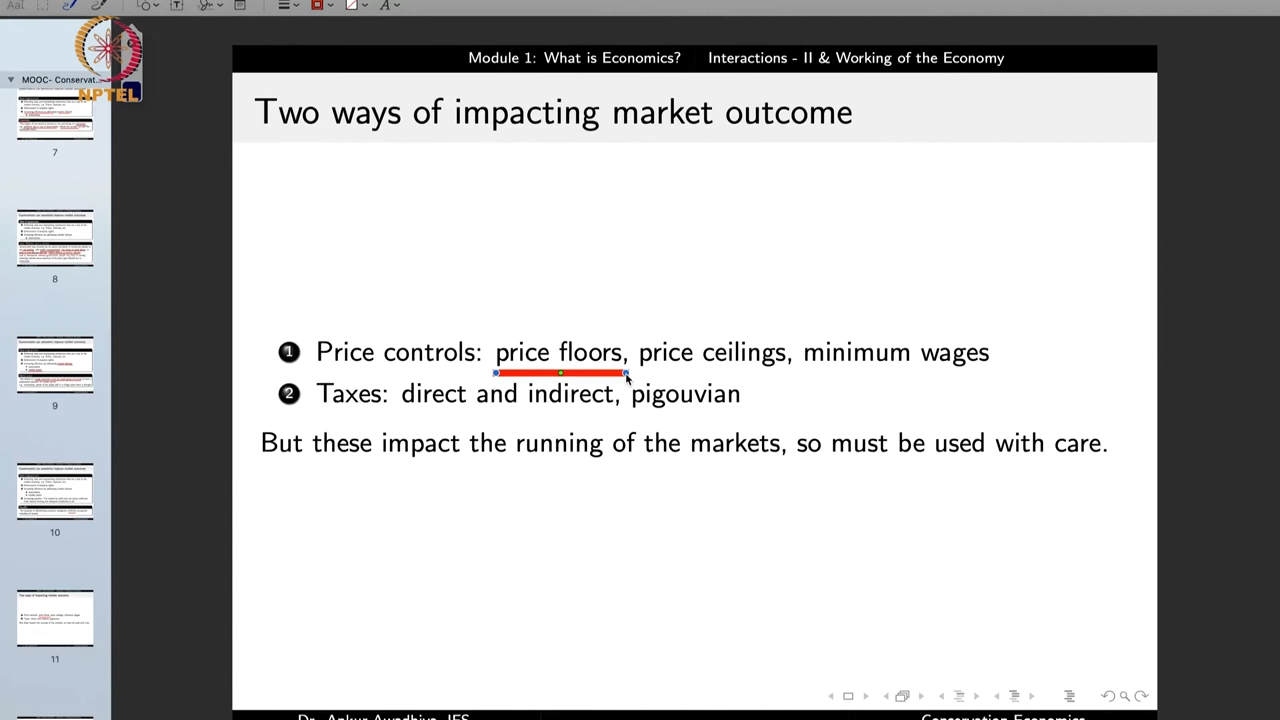 Module 1: What is Economics? Interactions - II & Working of the Economy
NPTEL
MOOC- Conservat...
Two ways of impacting market outcome
7
8
9
10
11
1 Price controls: price floors, price ceilings, minimum wages
2 Taxes: direct and indirect, pigouvian
But these impact the running of the markets, so must be used with care.
Dr. Ankur Awadhiya, IFS Conservation Economics